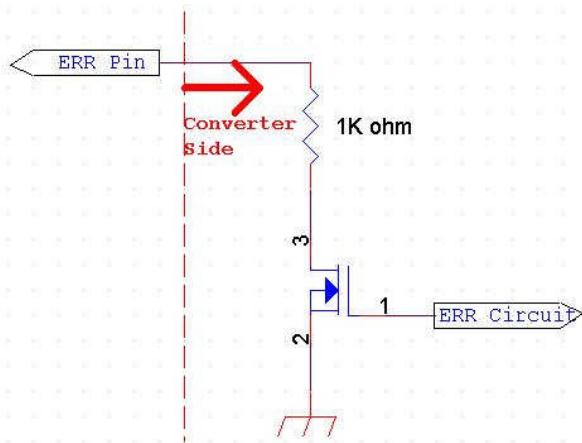 ERR Pin
Converter
Side
1K ohm
3
1
ERR Circuit
2